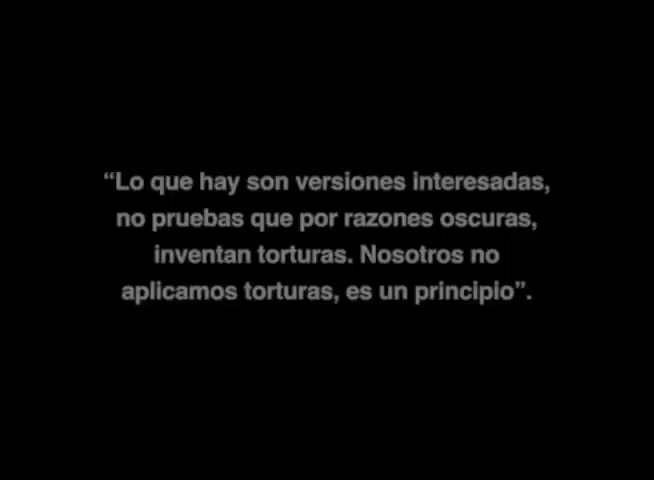 “Lo que hay son versiones interesadas,
no pruebas que por razones oscuras,
inventan torturas. Nosotros no
aplicamos torturas, es un principio”.